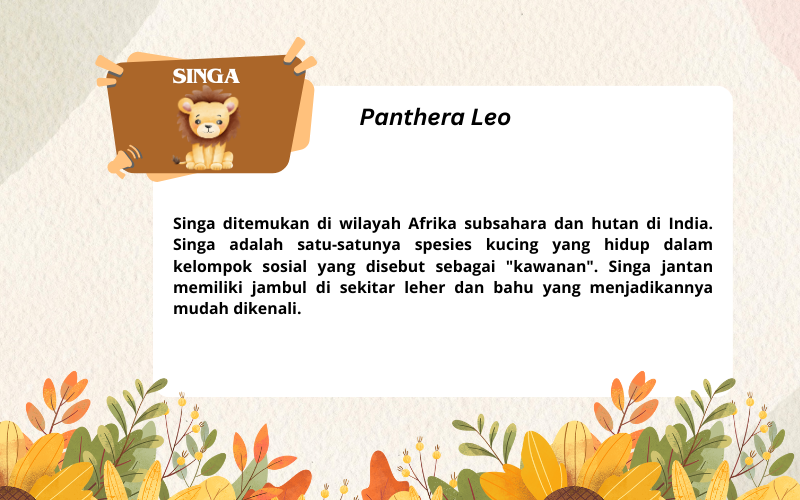 SINGA
Panthera Leo
Singa ditemukan di wilayah Afrika subsahara dan hutan di India.
Singa adalah satu-satunya spesies kucing yang hidup dalam
kelompok sosial yang disebut sebagai "kawanan". Singa jantan
memiliki jambul di sekitar leher dan bahu yang menjadikannya
mudah dikenali.